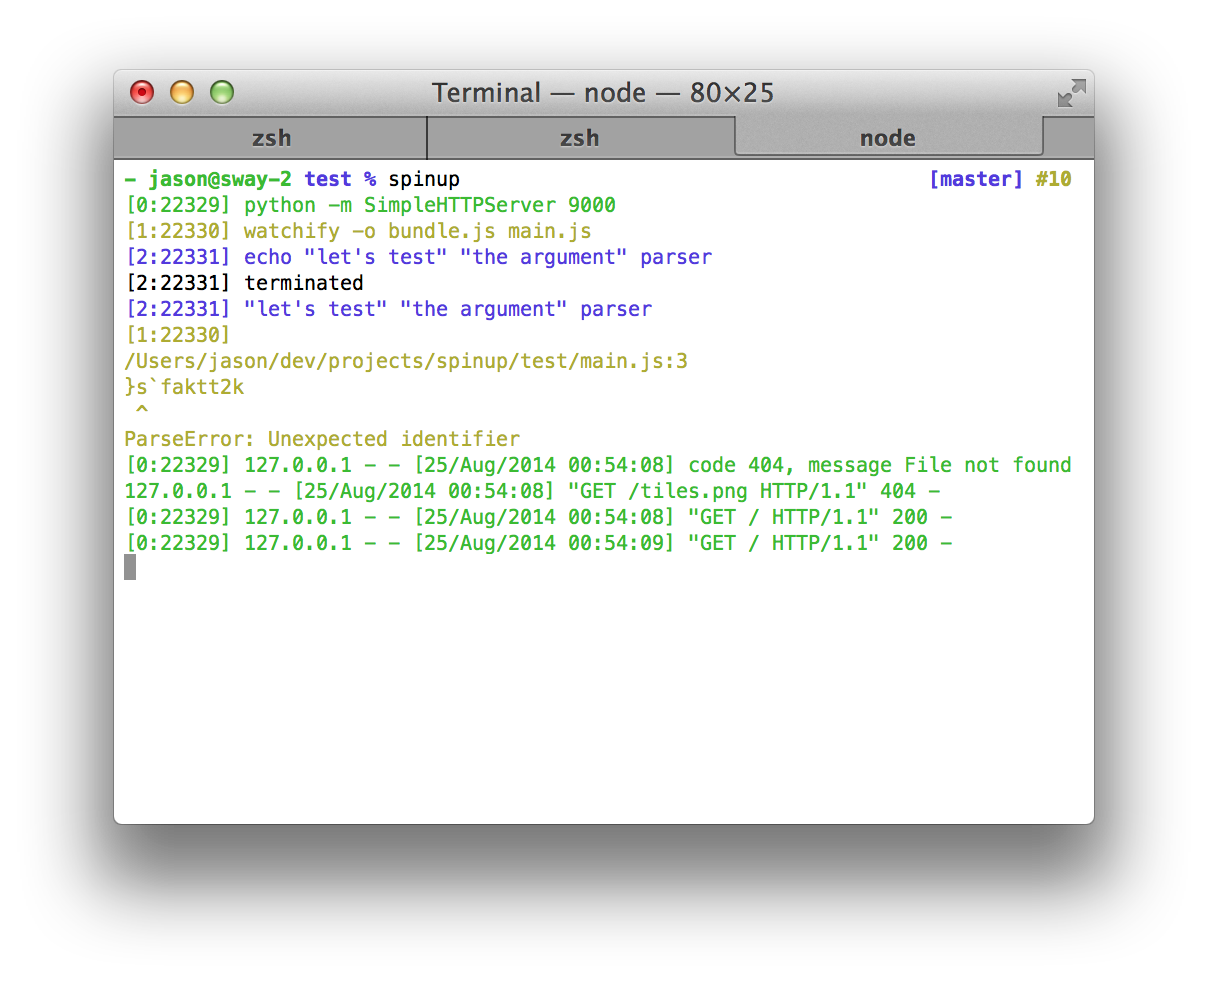 Terminal — node — 80×25
zsh zsh node
- jason@sway-2 test % spinup [master] #10
[0:22329] python -m SimpleHTTPServer 9000
[1:22330] watchify -o bundle.js main.js
[2:22331] echo "let's test" "the argument" parser
[2:22331] terminated
[2:22331] "let's test" "the argument" parser
[1:22330]
/Users/jason/dev/projects/spinup/test/main.js:3
}s`faktt2k
 ^
ParseError: Unexpected identifier
[0:22329] 127.0.0.1 - - [25/Aug/2014 00:54:08] code 404, message File not found
127.0.0.1 - - [25/Aug/2014 00:54:08] "GET /tiles.png HTTP/1.1" 404 -
[0:22329] 127.0.0.1 - - [25/Aug/2014 00:54:08] "GET / HTTP/1.1" 200 -
[0:22329] 127.0.0.1 - - [25/Aug/2014 00:54:09] "GET / HTTP/1.1" 200 -